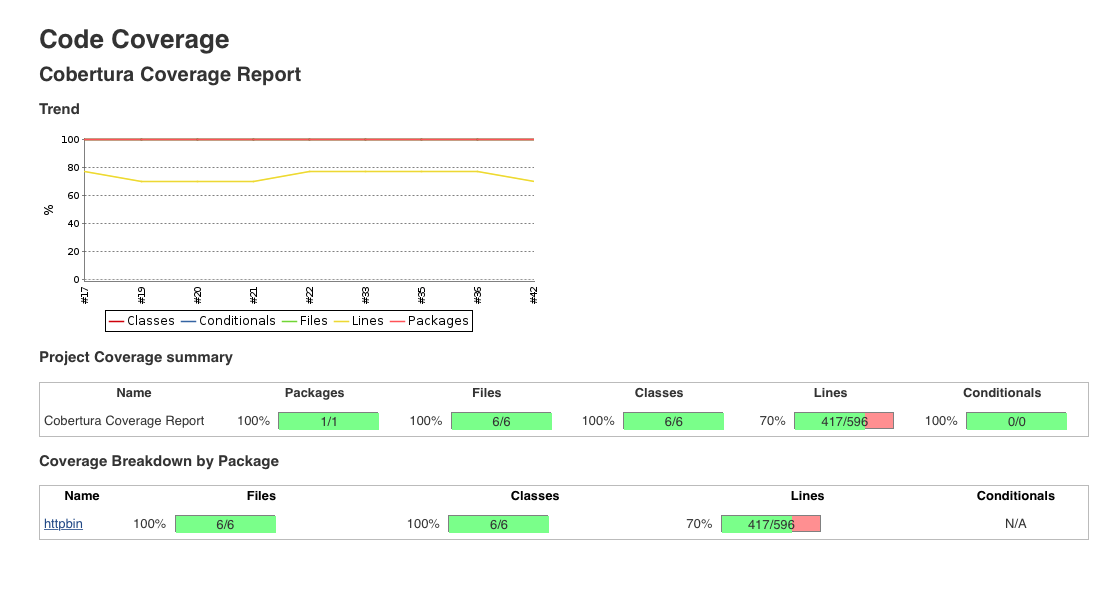 Code Coverage
Cobertura Coverage Report
Trend
100
80
60
40
20
0
%
#17 #19 #20 #21 #22 #33 #35 #36 #42
Classes Conditionals Files Lines Packages
Project Coverage summary
Name Packages Files Classes Lines Conditionals
Cobertura Coverage Report 100% 1/1 100% 6/6 100% 6/6 70% 417/596 100% 0/0
Coverage Breakdown by Package
Name Files Classes Lines Conditionals
httpbin 100% 6/6 100% 6/6 70% 417/596 N/A